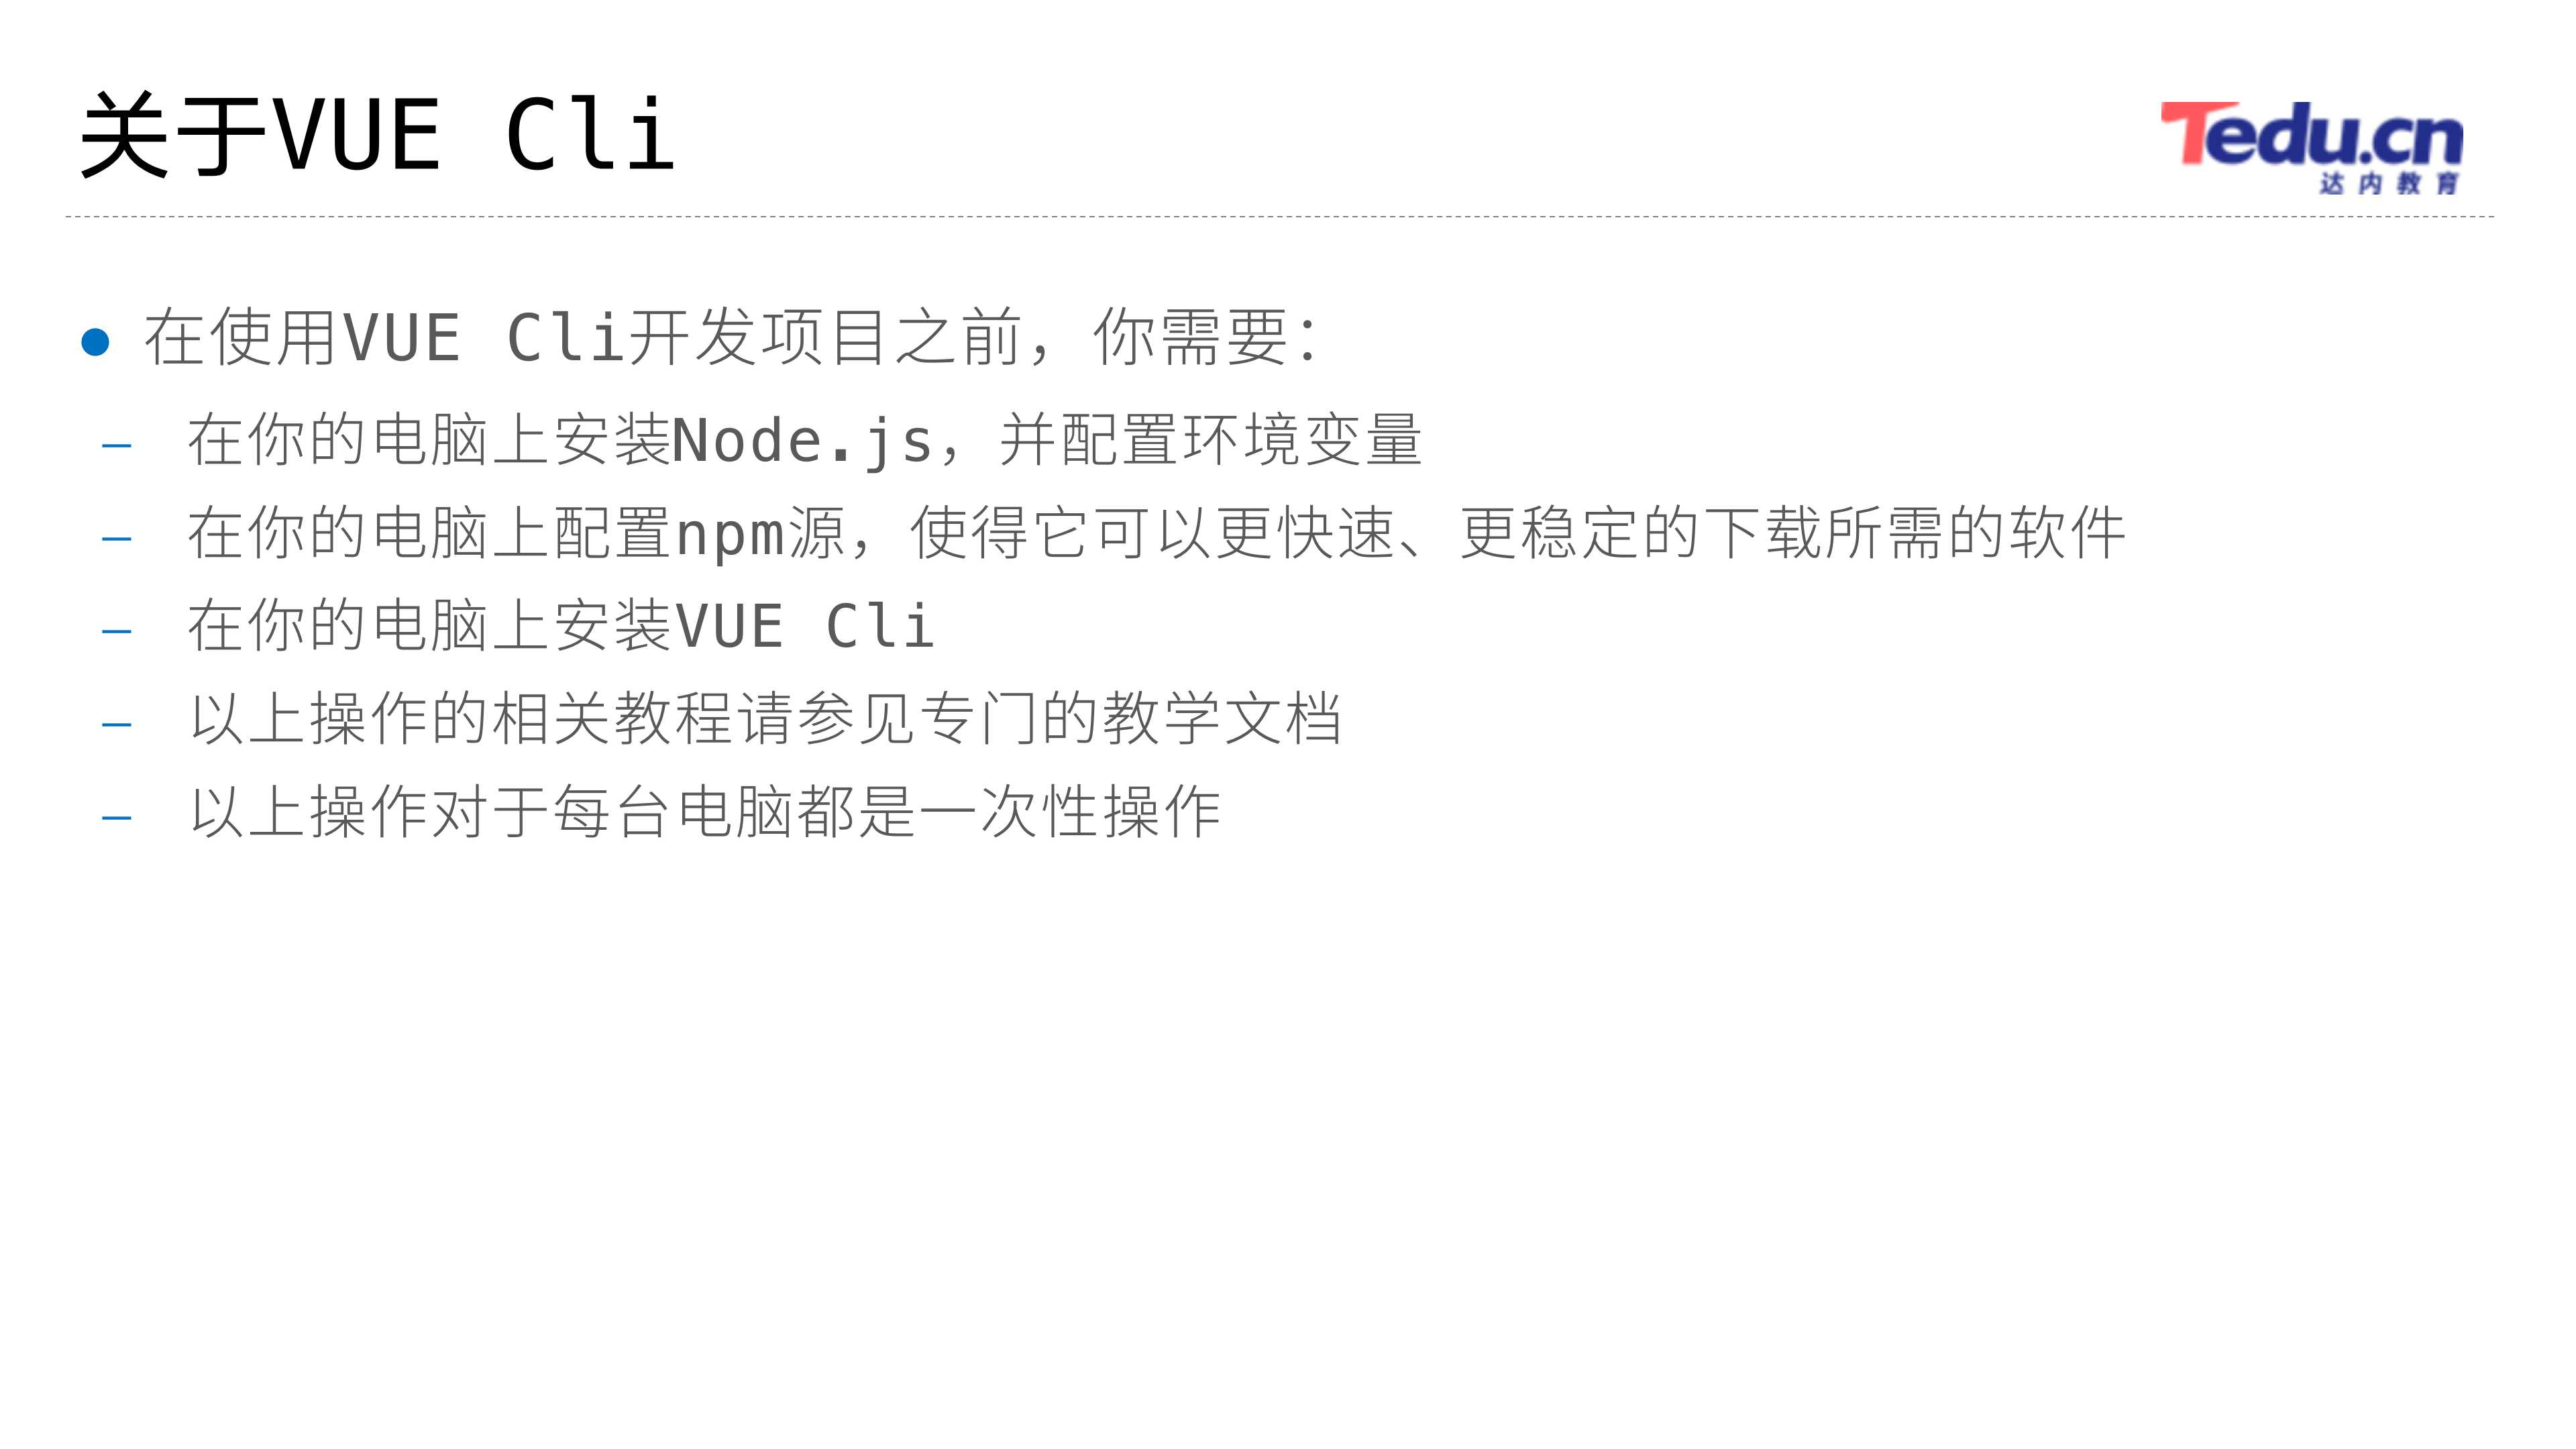 关于VUE Cli
Tedu.cn
达内教育
● 在使用VUE Cli开发项目之前，你需要：
– 在你的电脑上安装Node.js，并配置环境变量
– 在你的电脑上配置npm源，使得它可以更快速、更稳定的下载所需的软件
– 在你的电脑上安装VUE Cli
– 以上操作的相关教程请参见专门的教学文档
– 以上操作对于每台电脑都是一次性操作